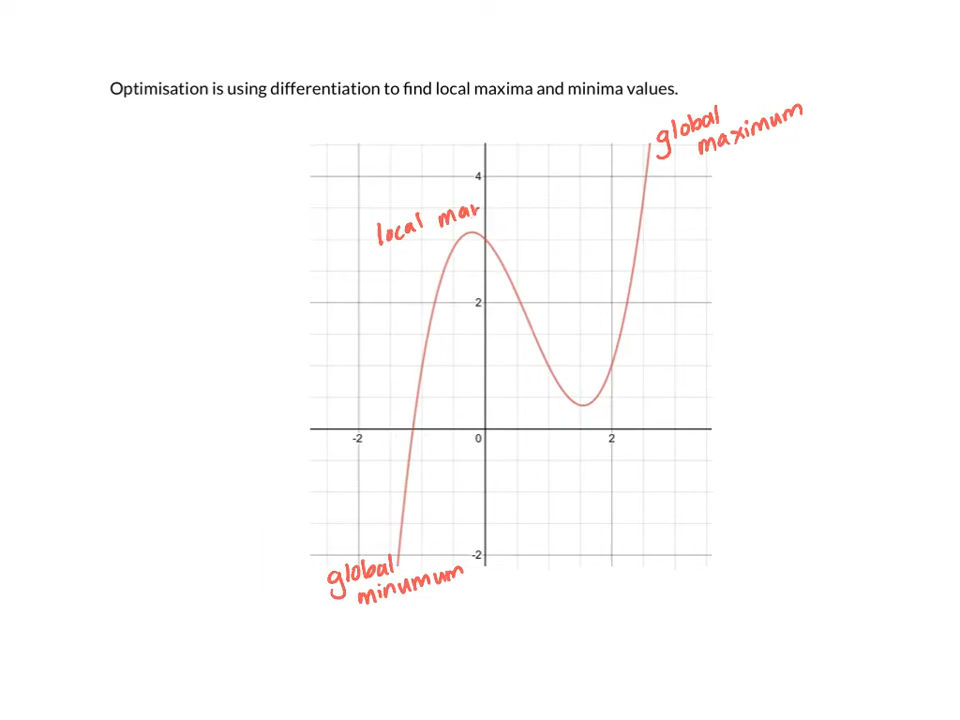 Optimisation is using differentiation to find local maxima and minima values.
global
maximum
4
local max
2
-2
0
2
-2
global
minumum